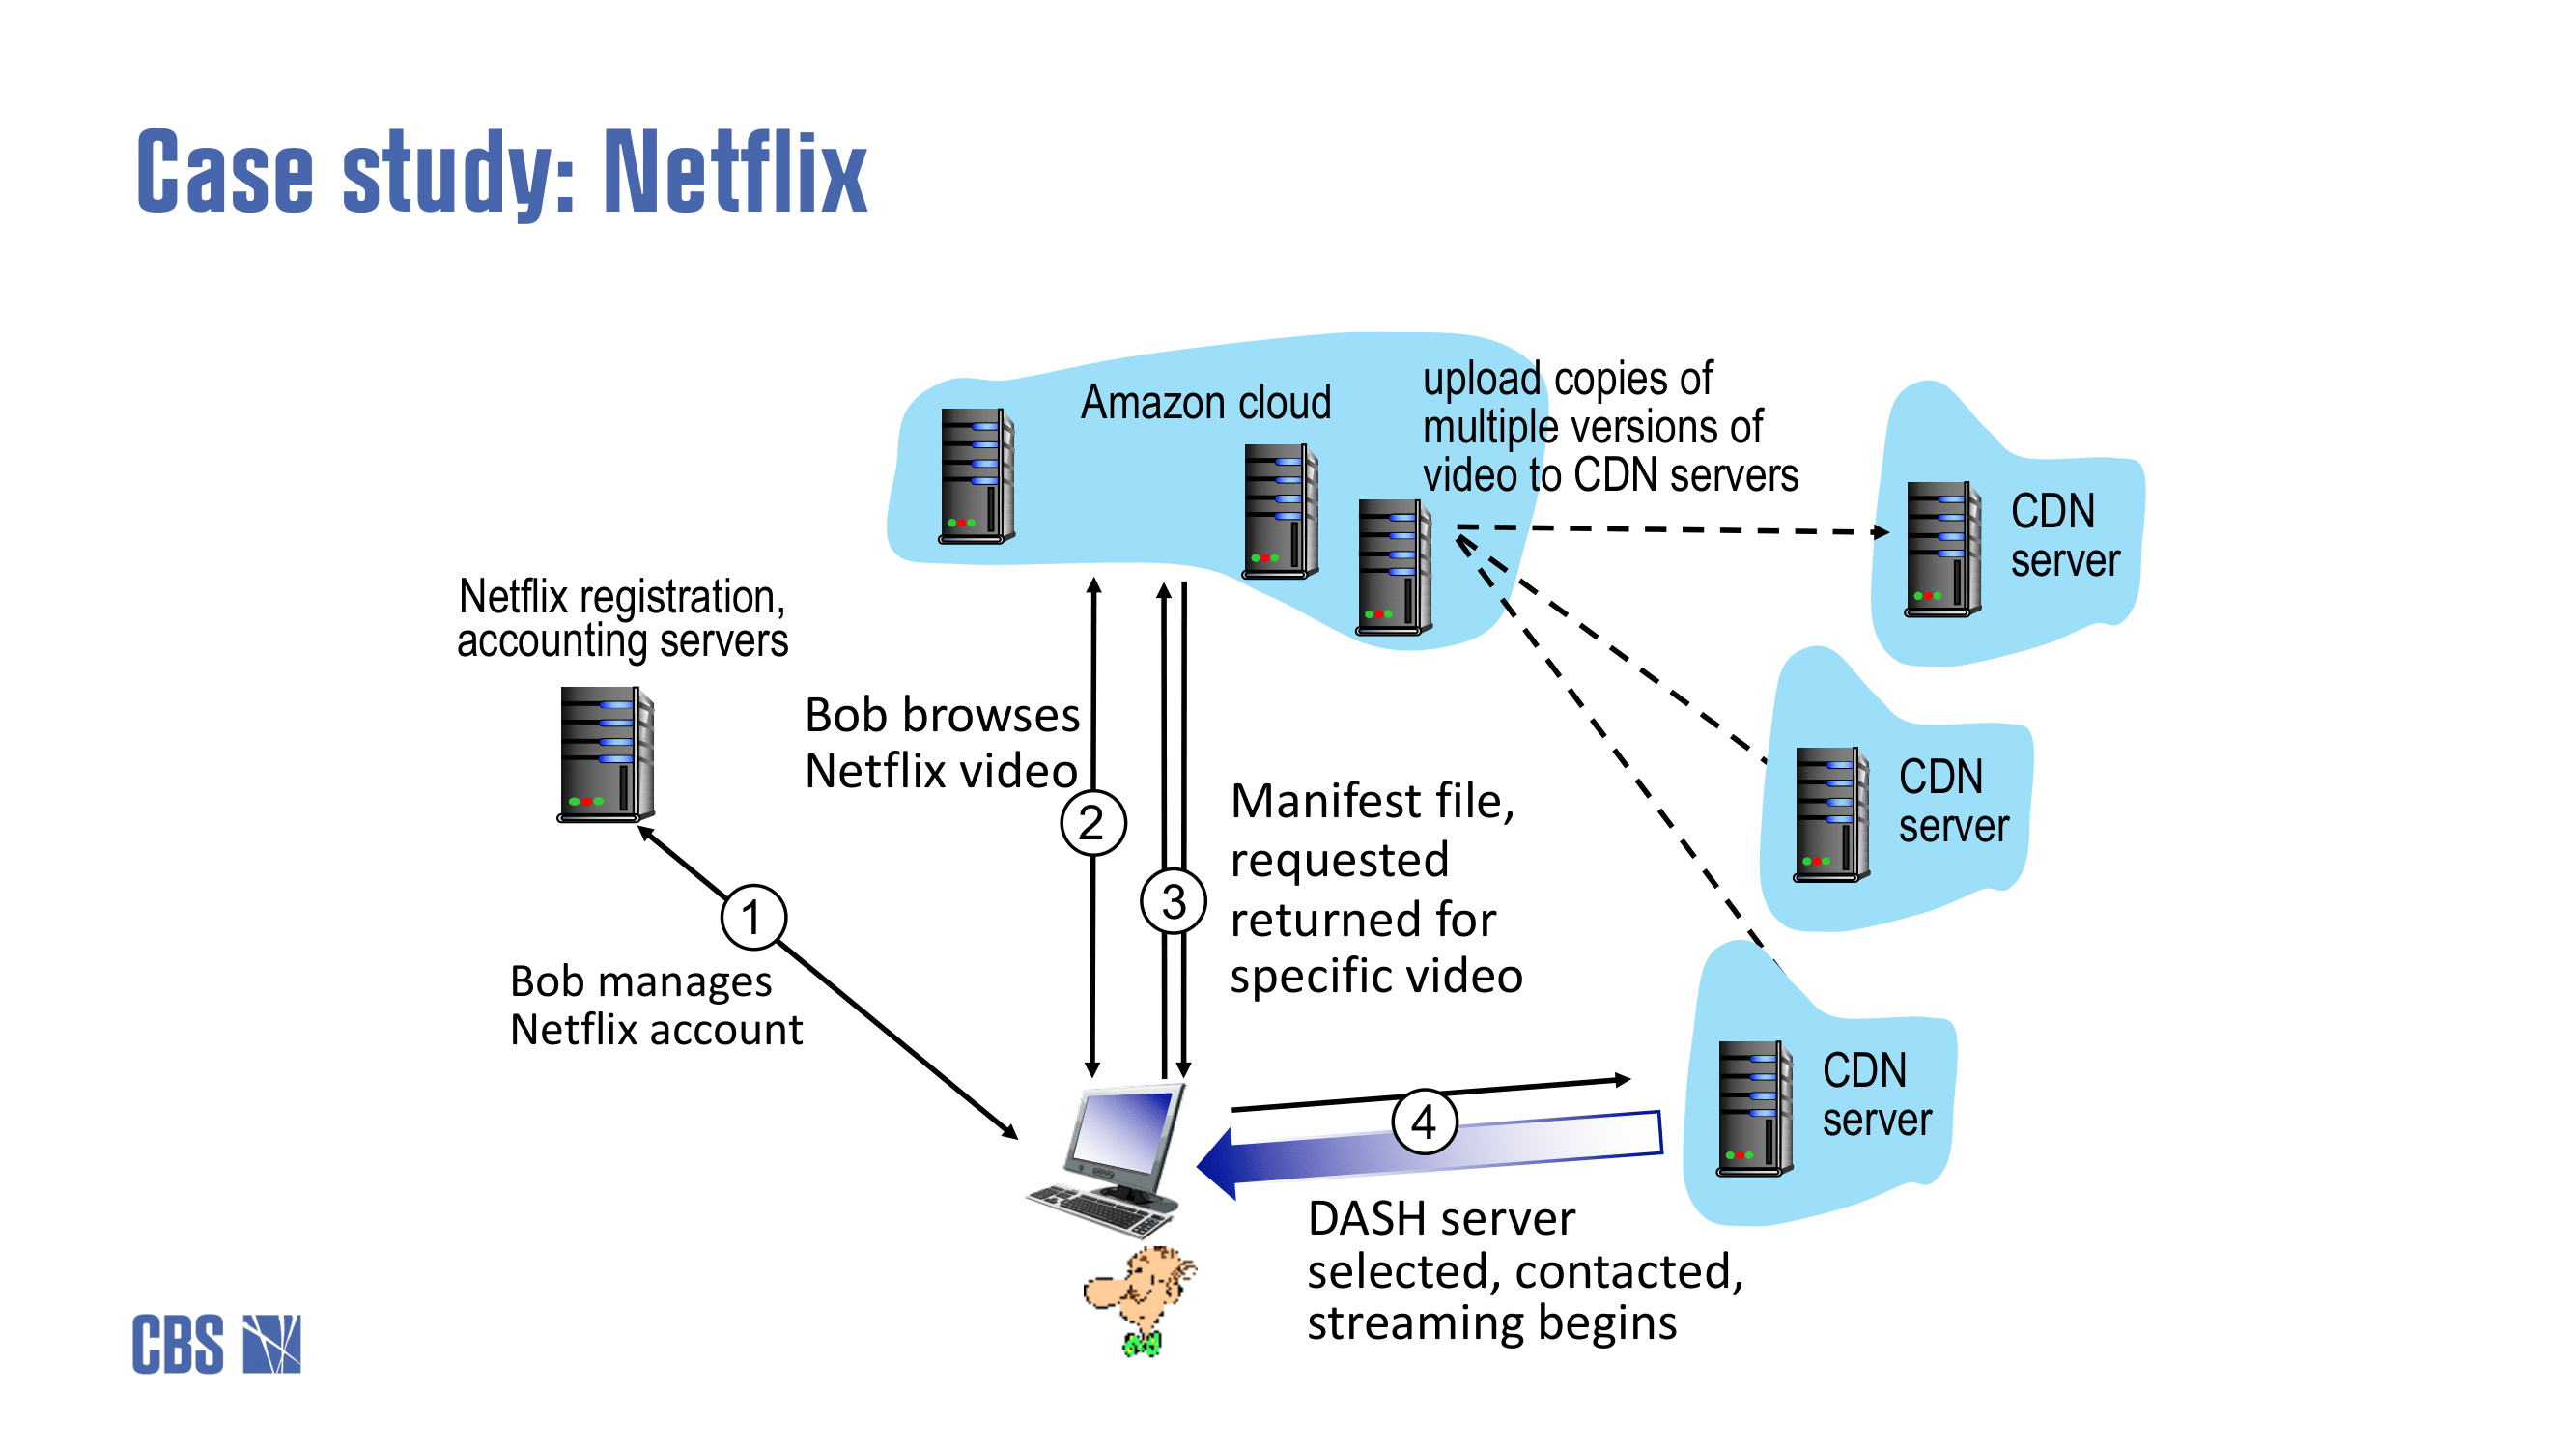 Case study: Netflix
Amazon cloud
upload copies of
multiple versions of
video to CDN servers
CDN
server
Netflix registration,
accounting servers
Bob browses
Netflix video
2
Manifest file,
requested
returned for
specific video
3
CDN
server
1
Bob manages
Netflix account
CDN
server
4
DASH server
selected, contacted,
streaming begins
CBS